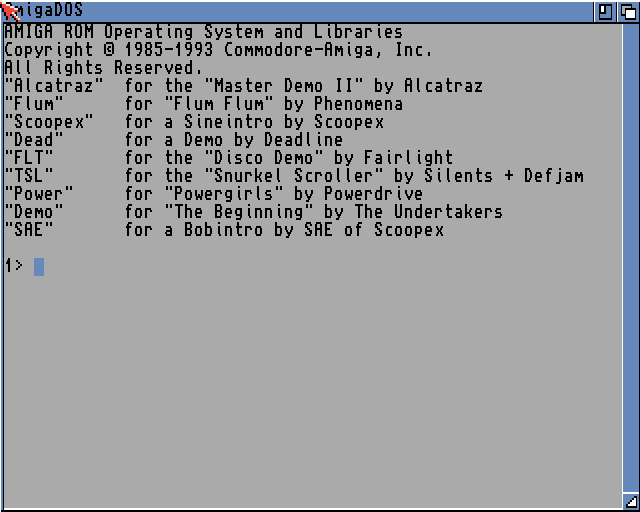 AmigaDOS
AMIGA ROM Operating System and Libraries
Copyright © 1985-1993 Commodore-Amiga, Inc.
All Rights Reserved.
"Alcatraz" for the "Master Demo II" by Alcatraz
"Flum" for "Flum Flum" by Phenomena
"Scoopex" for a Sineintro by Scoopex
"Dead" for a Demo by Deadline
"FLT" for the "Disco Demo" by Fairlight
"TSL" for the "Snurkel Scroller" by Silents + Defjam
"Power" for "Powergirls" by Powerdrive
"Demo" for "The Beginning" by The Undertakers
"SAE" for a Bobintro by SAE of Scoopex
1>